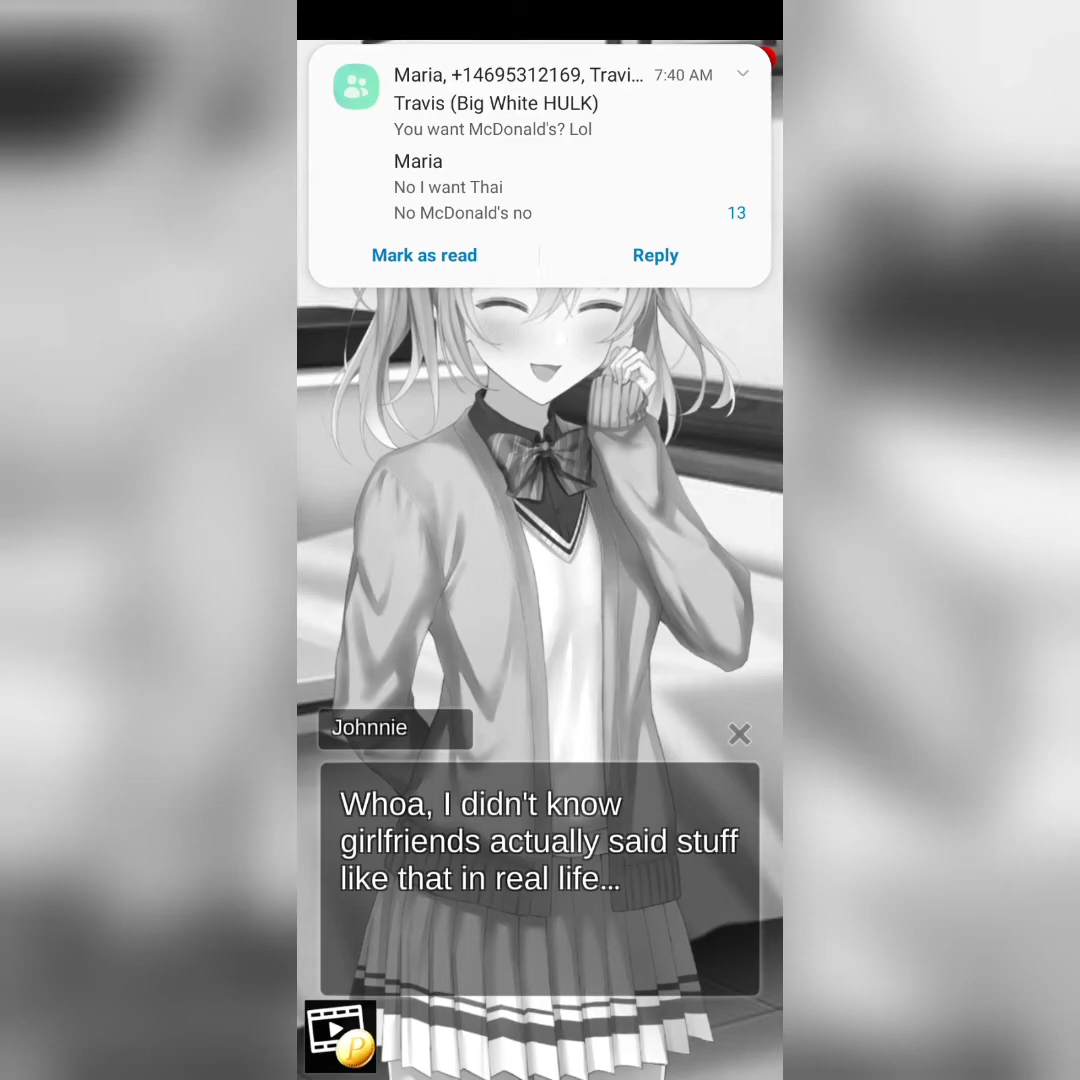 Maria, +14695312169, Travi... 7:40 AM
Travis (Big White HULK)
You want McDonald's? Lol
Maria
No I want Thai
No McDonald's no 13
Mark as read Reply
Johnnie
Whoa, I didn't know
girlfriends actually said stuff
like that in real life...
P